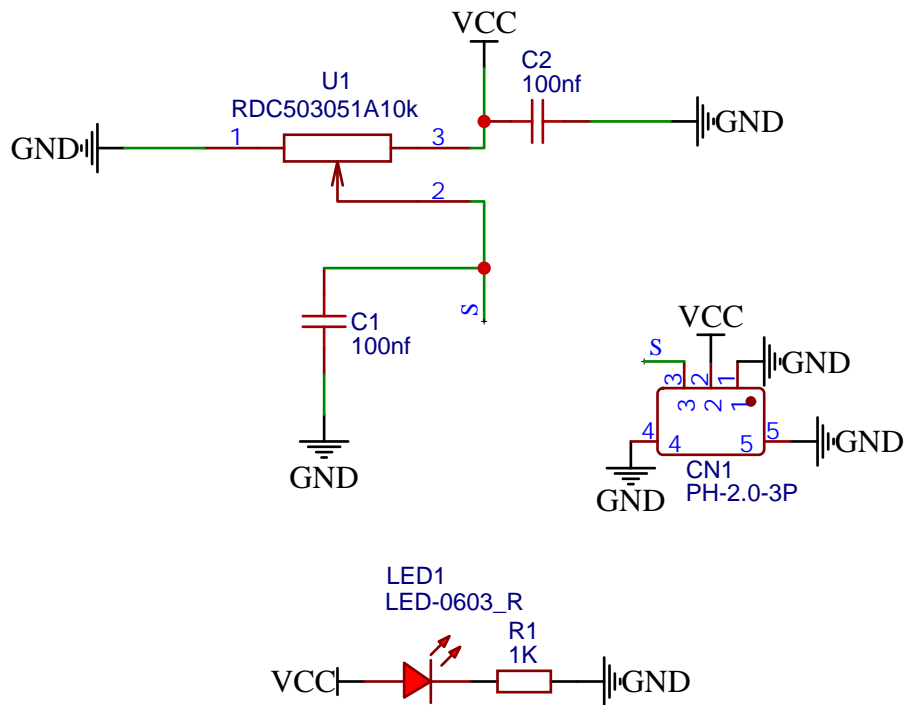 VCC
C2
100nf
U1
RDC503051A10k
GND
1
3
GND
2
S
C1
100nf
GND
VCC
S
GND
3
2
1
3
2
1
4
4
5
5
GND
GND
CN1
PH-2.0-3P
LED1
LED-0603_R
R1
1K
VCC
GND